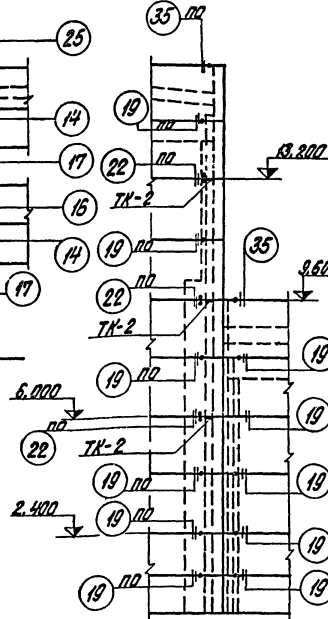 35 по
25
19 по
14
22 по
13.200
17
ТК-2
16
19 по
35
14
22 по
9.60
17
ТК-2
19 по
19
6.000
по
22
19
ТК-2
19 по
19
2.400
19 по
19
19 по
19